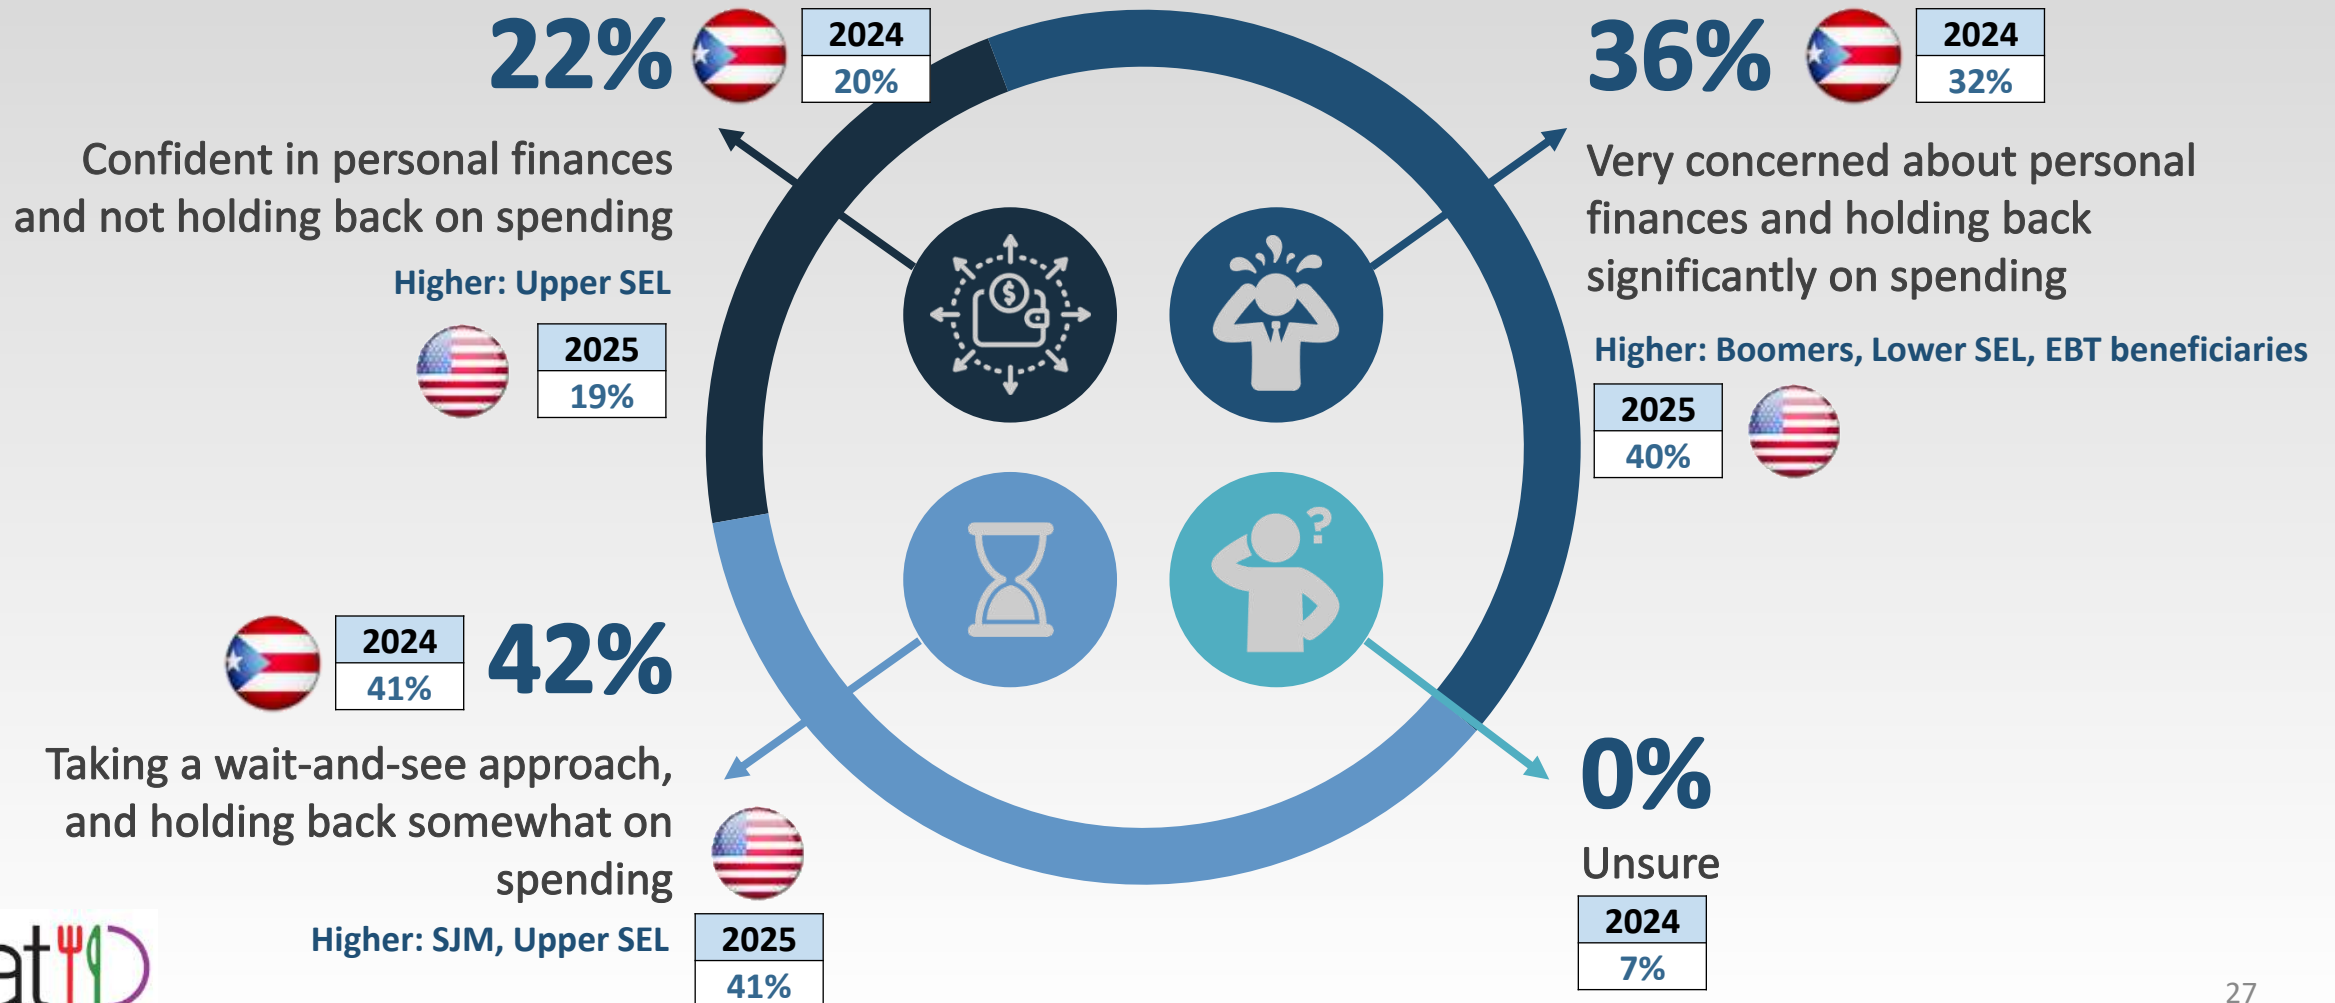 22%
2024
20%
Confident in personal finances
and not holding back on spending
Higher: Upper SEL
2025
19%
36%
2024
32%
Very concerned about personal
finances and holding back
significantly on spending
Higher: Boomers, Lower SEL, EBT beneficiaries
2025
40%
$
?
2024
41%
42%
Taking a wait-and-see approach,
and holding back somewhat on
spending
Higher: SJM, Upper SEL
2025
41%
0%
Unsure
2024
7%
at
27